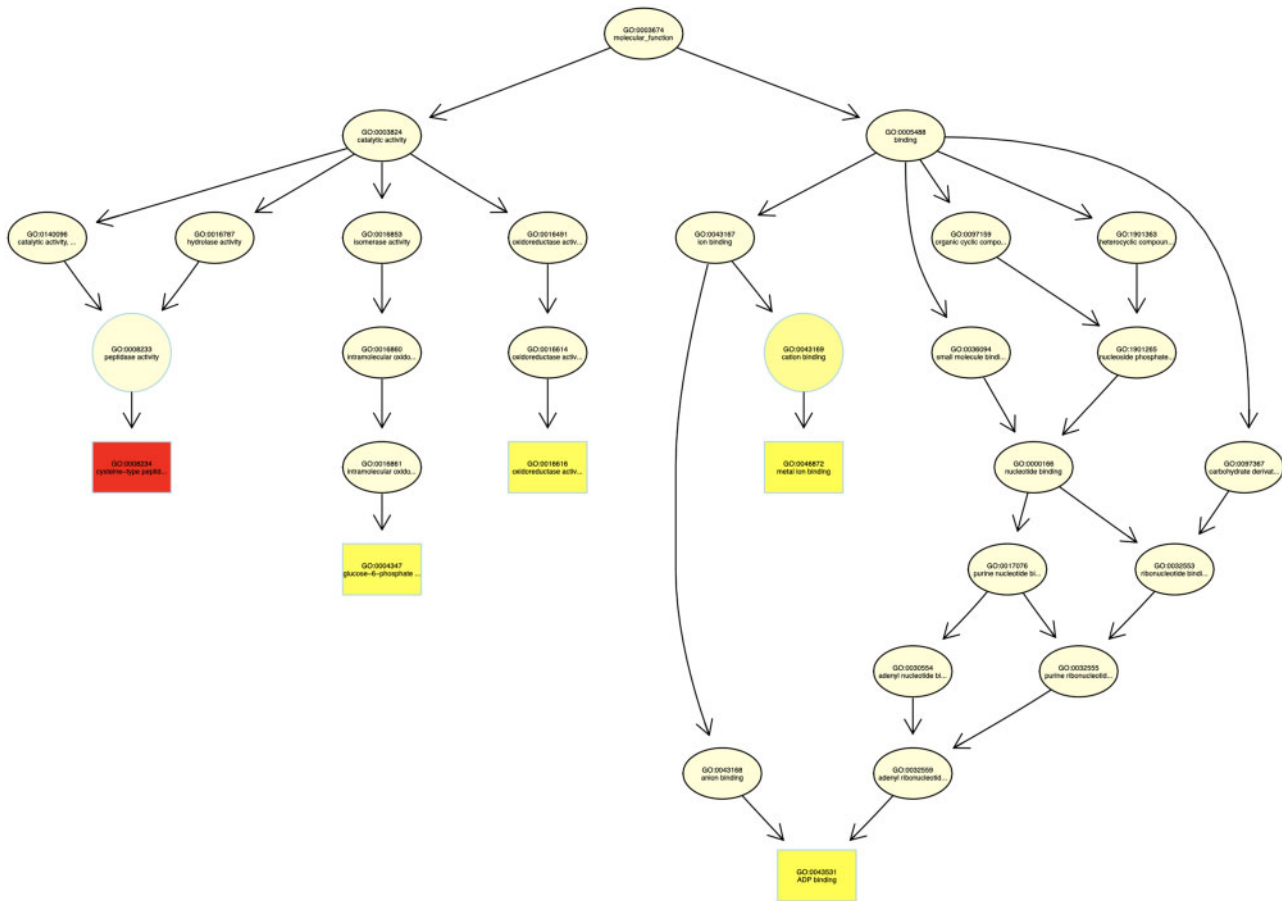 GO:0003674
molecular_function
GO:0003824
catalytic activity
GO:0005488
binding
GO:0140096
catalytic activity, ...
GO:0016787
hydrolase activity
GO:0016853
isomerase activity
GO:0016491
oxidoreductase activ...
GO:0043167
ion binding
GO:0097159
organic cyclic compo...
GO:1901363
heterocyclic compoun...
GO:0008233
peptidase activity
GO:0016860
intramolecular oxido...
GO:0016614
oxidoreductase activ...
GO:0043169
cation binding
GO:0036094
small molecule bindi...
GO:1901265
nucleoside phosphate...
GO:0008234
cysteine-type peptid...
GO:0016861
intramolecular oxido...
GO:0016616
oxidoreductase activ...
GO:0046872
metal ion binding
GO:0000166
nucleotide binding
GO:0097367
carbohydrate derivat...
GO:0004347
glucose-6-phosphate ...
GO:0017076
purine nucleotide bi...
GO:0032553
ribonucleotide bindi...
GO:0030554
adenyl nucleotide bi...
GO:0032555
purine ribonucleotid...
GO:0043168
anion binding
GO:0032559
adenyl ribonucleotid...
GO:0043531
ADP binding